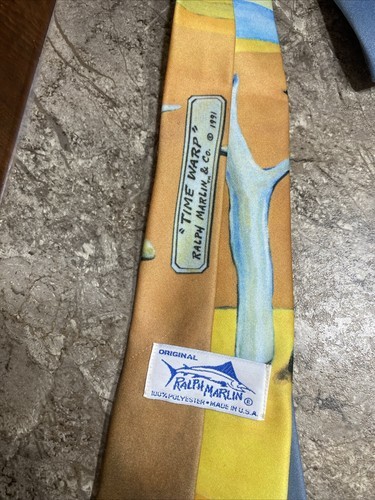 "TIME WARP"
RALPH MARLIN & Co. © 1991
ORIGINAL
RALPH MARLIN ®
100% POLYESTER • MADE IN U.S.A.